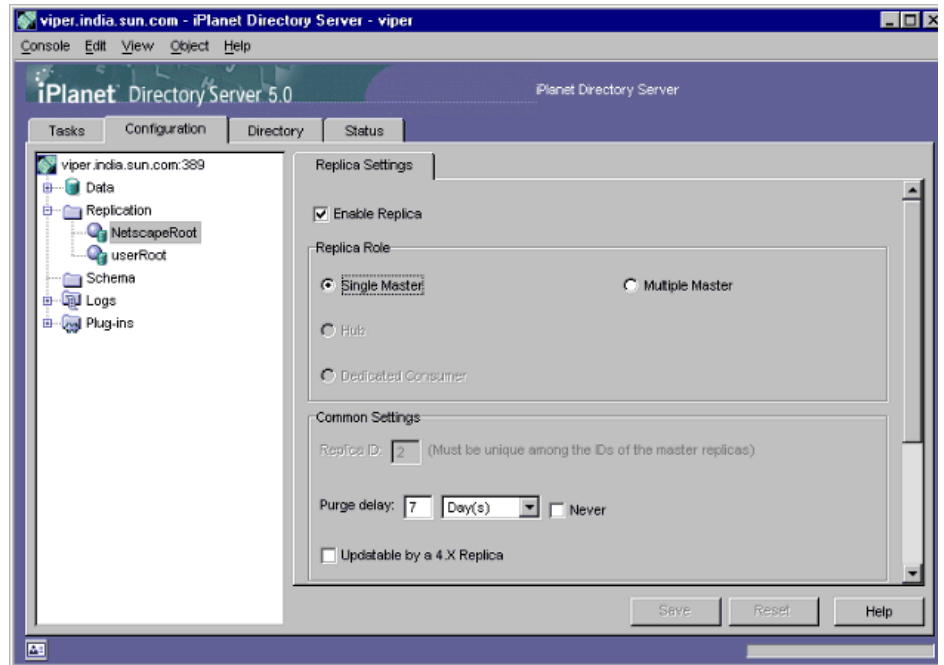 viper.india.sun.com - iPlanet Directory Server - viper
Console Edit View Object Help
iPlanet Directory Server 5.0
iPlanet Directory Server
Tasks Configuration Directory Status
viper.india.sun.com:389
Data
Replication
NetscapeRoot
userRoot
Schema
Logs
Plug-ins
Replica Settings
Enable Replica
Replica Role
Single Master Multiple Master
Hub
Dedicated Consumer
Common Settings
Replica ID: 2 (Must be unique among the IDs of the master replicas)
Purge delay: 7 Day(s) Never
Updatable by a 4.X Replica
Save Reset Help